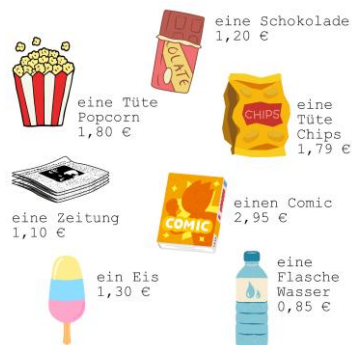 eine Schokolade
1,20 €
OLATE
eine Tüte
Popcorn
1,80 €
CHIPS
eine
Tüte
Chips
1,79 €
eine Zeitung
1,10 €
COMIC
einen Comic
2,95 €
ein Eis
1,30 €
eine
Flasche
Wasser
0,85 €